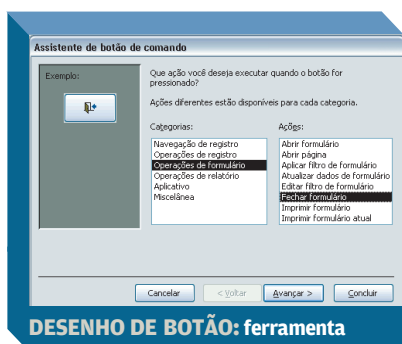 Assistente de botão de comando
Exemplo:
Que ação você deseja executar quando o botão for
pressionado?
Ações diferentes estão disponíveis para cada categoria.
Categorias:
Navegação de registro
Operações de registro
Operações de formulário
Operações de relatório
Aplicativo
Miscelânea
Ações:
Abrir formulário
Abrir página
Aplicar filtro de formulário
Atualizar dados de formulário
Editar filtro de formulário
Fechar formulário
Imprimir formulário
Imprimir formulário atual
Cancelar
< Voltar
Avançar >
Concluir
DESENHO DE BOTÃO: ferramenta